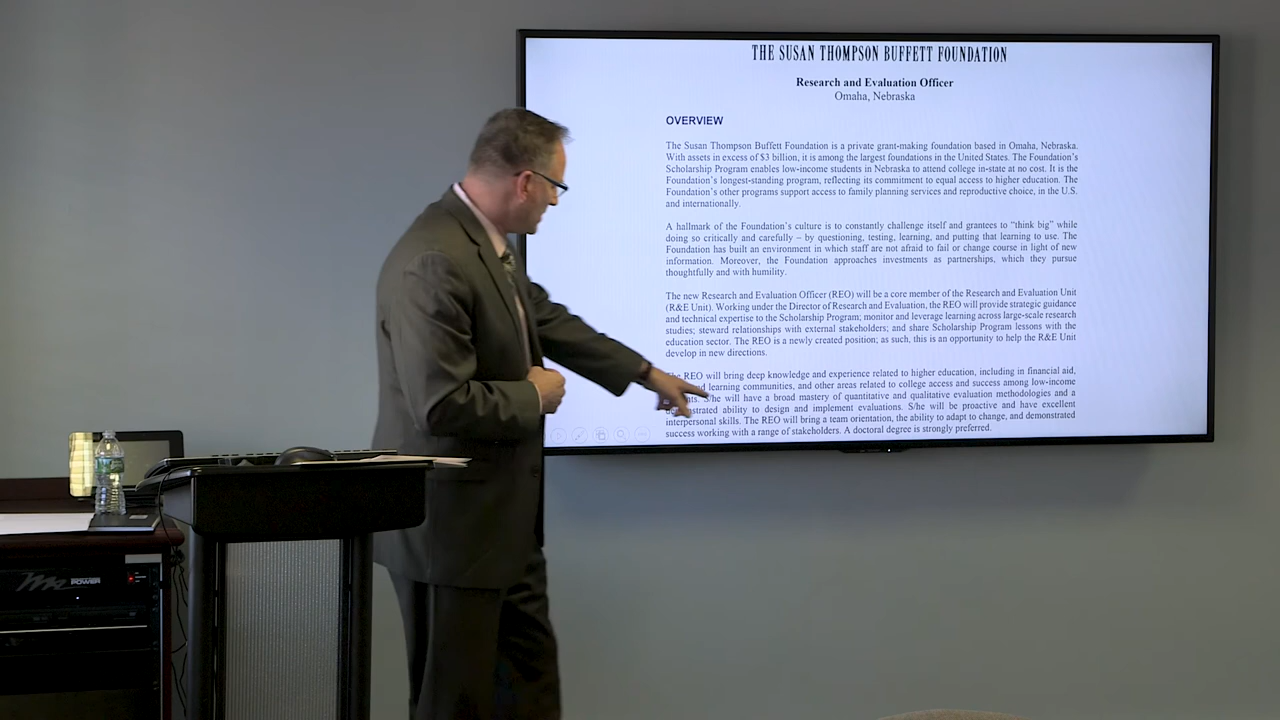 THE SUSAN THOMPSON BUFFETT FOUNDATION
Research and Evaluation Officer
Omaha, Nebraska
OVERVIEW
The Susan Thompson Buffett Foundation is a private grant-making foundation based in Omaha, Nebraska.
With assets in excess of $3 billion, it is among the largest foundations in the United States. The Foundation's
Scholarship Program enables low-income students in Nebraska to attend college in-state at no cost. It is the
Foundation's longest-standing program, reflecting its commitment to equal access to higher education. The
Foundation's other programs support access to family planning services and reproductive choice, in the U.S.
and internationally.
A hallmark of the Foundation's culture is to constantly challenge itself and grantees to "think big" while
doing so critically and carefully – by questioning, testing, learning, and putting that learning to use. The
Foundation has built an environment in which staff are not afraid to fail or change course in light of new
information. Moreover, the Foundation approaches investments as partnerships, which they pursue
thoughtfully and with humility.
The new Research and Evaluation Officer (REO) will be a core member of the Research and Evaluation Unit
(R&E Unit). Working under the Director of Research and Evaluation, the REO will provide strategic guidance
and technical expertise to the Scholarship Program; monitor and leverage learning across large-scale research
studies; steward relationships with external stakeholders; and share Scholarship Program lessons with the
education sector. The REO is a newly created position; as such, this is an opportunity to help the R&E Unit
develop in new directions.
The REO will bring deep knowledge and experience related to higher education, including in financial aid,
learning communities, and other areas related to college access and success among low-income
S/he will have a broad mastery of quantitative and qualitative evaluation methodologies and a
demonstrated ability to design and implement evaluations. S/he will be proactive and have excellent
interpersonal skills. The REO will bring a team orientation, the ability to adapt to change, and demonstrated
success working with a range of stakeholders. A doctoral degree is strongly preferred.
POWER